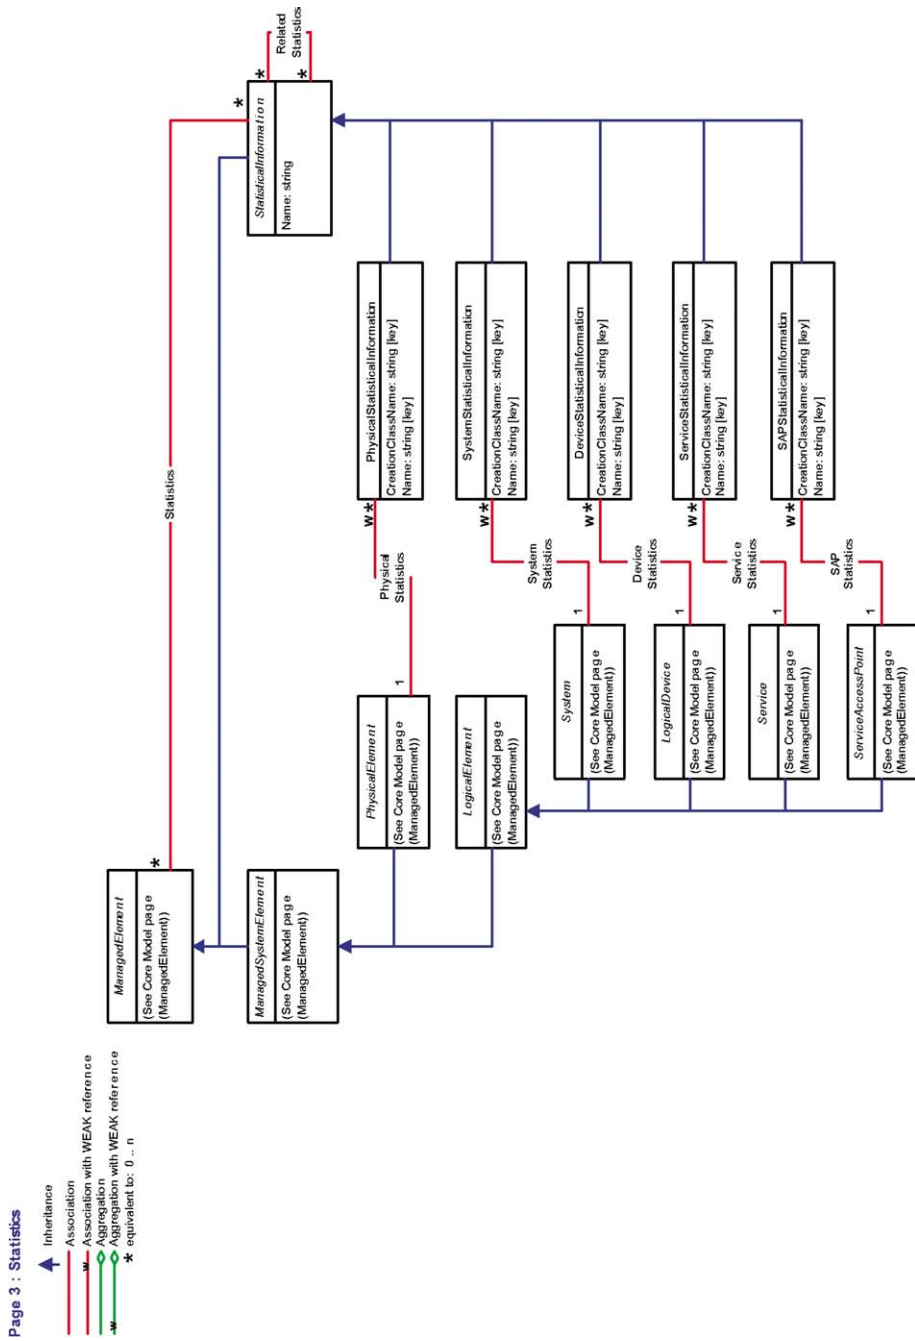 Page 3 : Statistics
Inheritance
Association
w
Association with WEAK reference
Aggregation
w
Aggregation with WEAK reference
* equivalent to: 0 .. n
ManagedElement
(See Core Model page
(ManagedElement))
*
Statistics
*
StatisticalInformation
Name: string
*
*
Related
Statistics
ManagedSystemElement
(See Core Model page
(ManagedElement))
PhysicalElement
(See Core Model page
(ManagedElement))
1
Physical
Statistics
w*
PhysicalStatisticalInformation
CreationClassName: string [key]
Name: string [key]
LogicalElement
(See Core Model page
(ManagedElement))
System
(See Core Model page
(ManagedElement))
1
System
Statistics
w*
SystemStatisticalInformation
CreationClassName: string [key]
Name: string [key]
LogicalDevice
(See Core Model page
(ManagedElement))
1
Device
Statistics
w*
DeviceStatisticalInformation
CreationClassName: string [key]
Name: string [key]
Service
(See Core Model page
(ManagedElement))
1
Service
Statistics
w*
ServiceStatisticalInformation
CreationClassName: string [key]
Name: string [key]
ServiceAccessPoint
(See Core Model page
(ManagedElement))
1
SAP
Statistics
w*
SAPStatisticalInformation
CreationClassName: string [key]
Name: string [key]